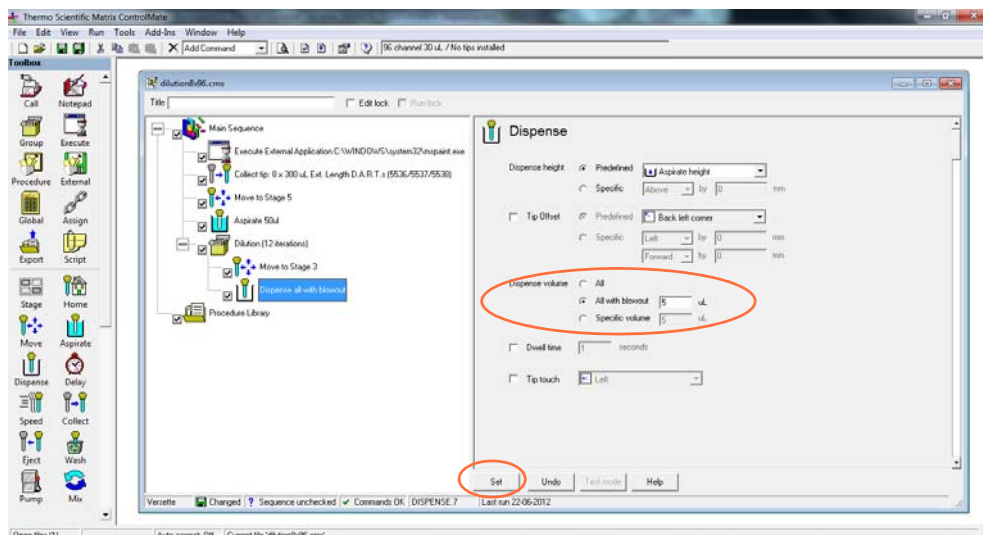 Thermo Scientific Matrix ControlMate
File Edit View Run Tools Add-Ins Window Help
Add Command
96 channel 30 uL / No tips installed
Toolbox
Call Notepad
Group Execute
Procedure External
Global Assign
Export Script
Stage Home
Move Aspirate
Dispense Delay
Speed Collect
Eject Wash
Pump Mix
dilution8x96.cms
Title
Edit lock
Run lock
Main Sequence
Execute External Application C:\WINDOWS\system32\mspaint.exe
Collect tip: 8 x 300 uL, Ext. Length D.A.R.T.s (5536/5537/5538)
Move to Stage 5
Aspirate 50ul
Dilution (12 iterations)
Move to Stage 3
Dispense all with blowout
Procedure Library
Dispense
Dispense height Predefined Aspirate height
Specific Above by 0 mm
Tip Offset Predefined Back left corner
Specific Left by 0 mm
Forward by 0 mm
Dispense volume All
All with blowout 5 uL
Specific volume 5 uL
Dwell time 1 seconds
Tip touch Left
Set Undo Text mode Help
Versette Changed ? Sequence unchecked Commands OK DISPENSE.7 Last run 22-06-2012